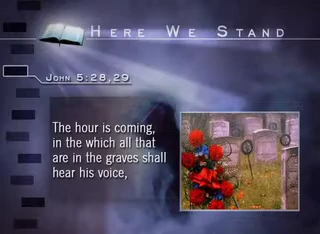 HERE WE STAND
JOHN 5:28,29
The hour is coming,
in the which all that
are in the graves shall
hear his voice,